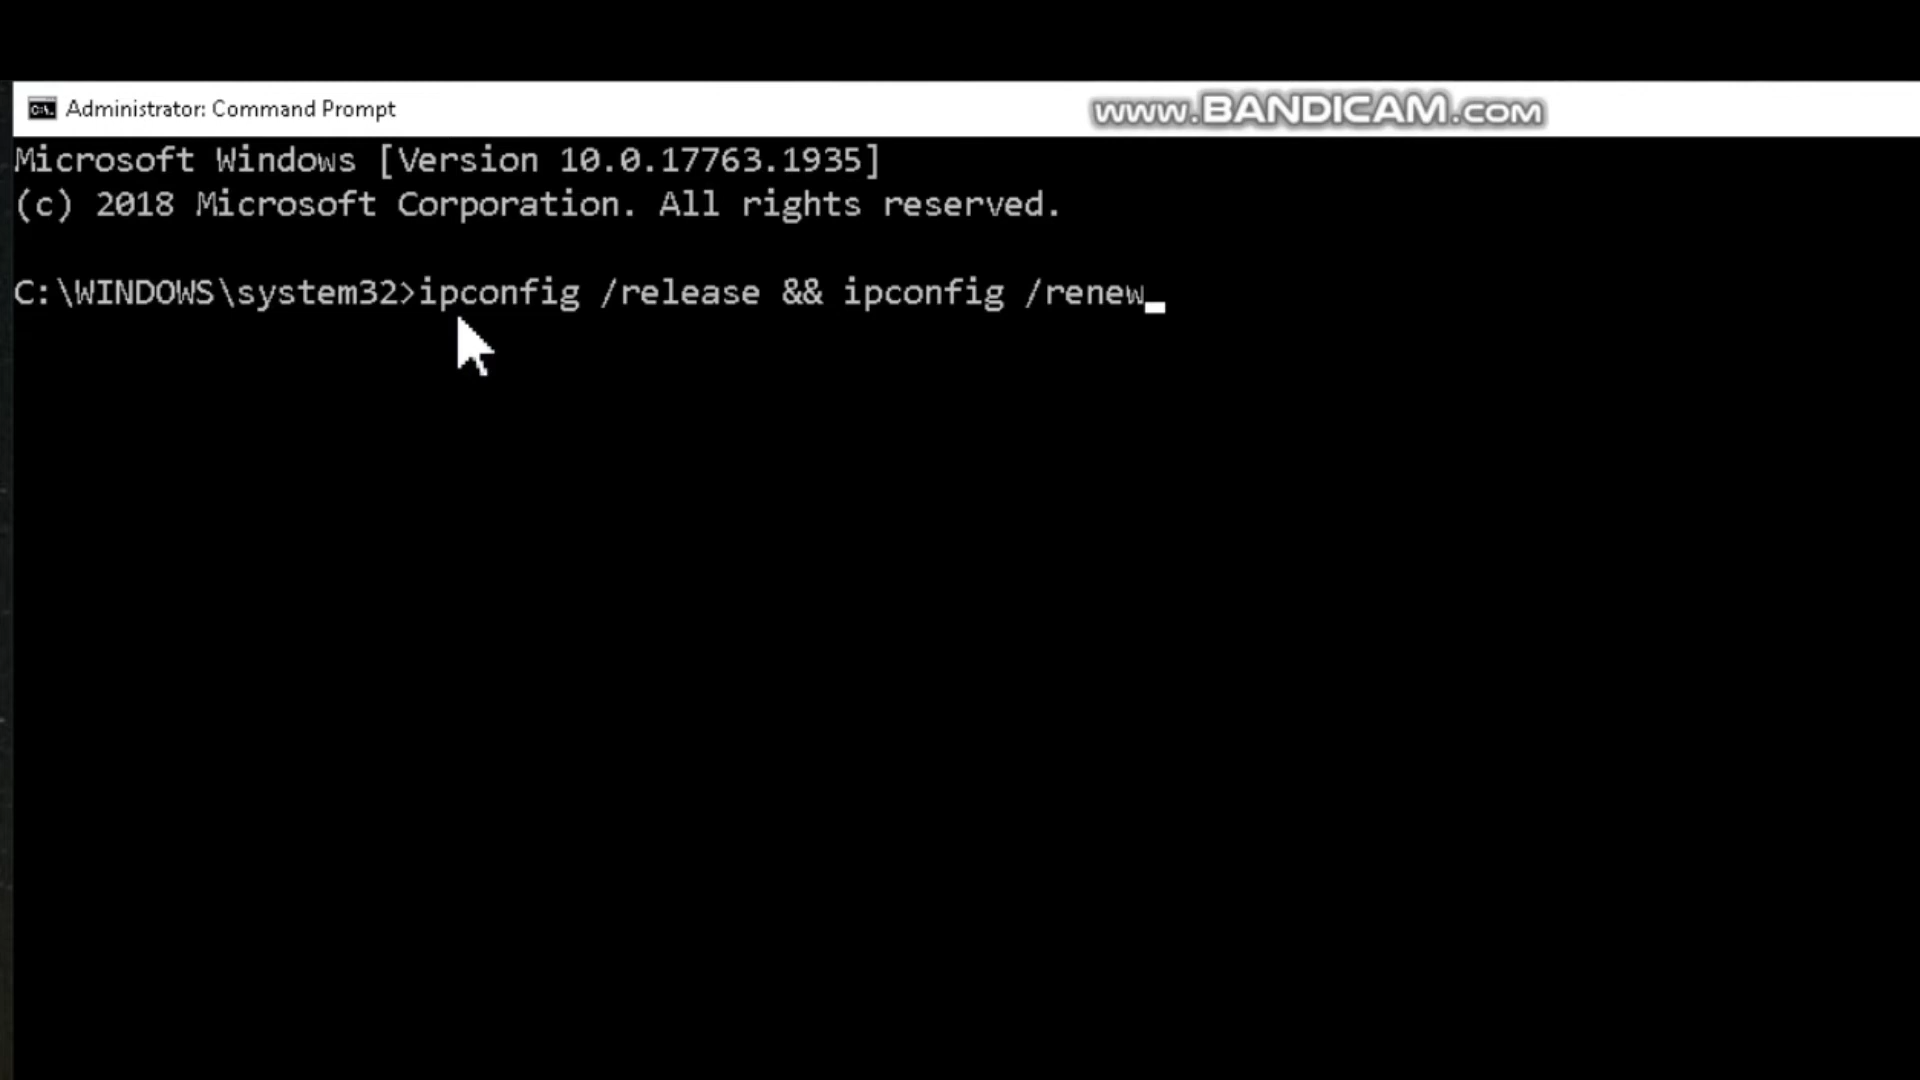 Administrator: Command Prompt
www.BANDICAM.com
Microsoft Windows [Version 10.0.17763.1935]
(c) 2018 Microsoft Corporation. All rights reserved.
C:\WINDOWS\system32>ipconfig /release && ipconfig /renew